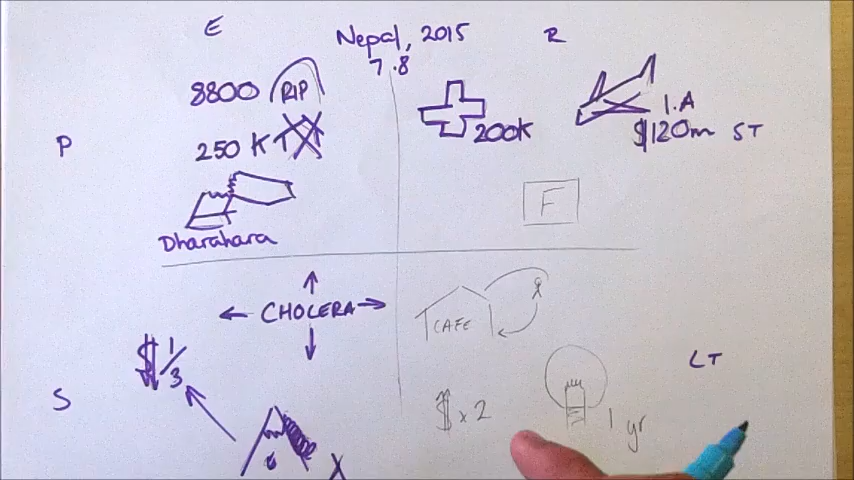 E
Nepal, 2015
R
7.8
8800 RIP
200K
1.A
$120m
ST
P
250K
F
Dharahara
CHOLERA
CAFE
$ 1/3
LT
S
$ x 2
1 yr
X